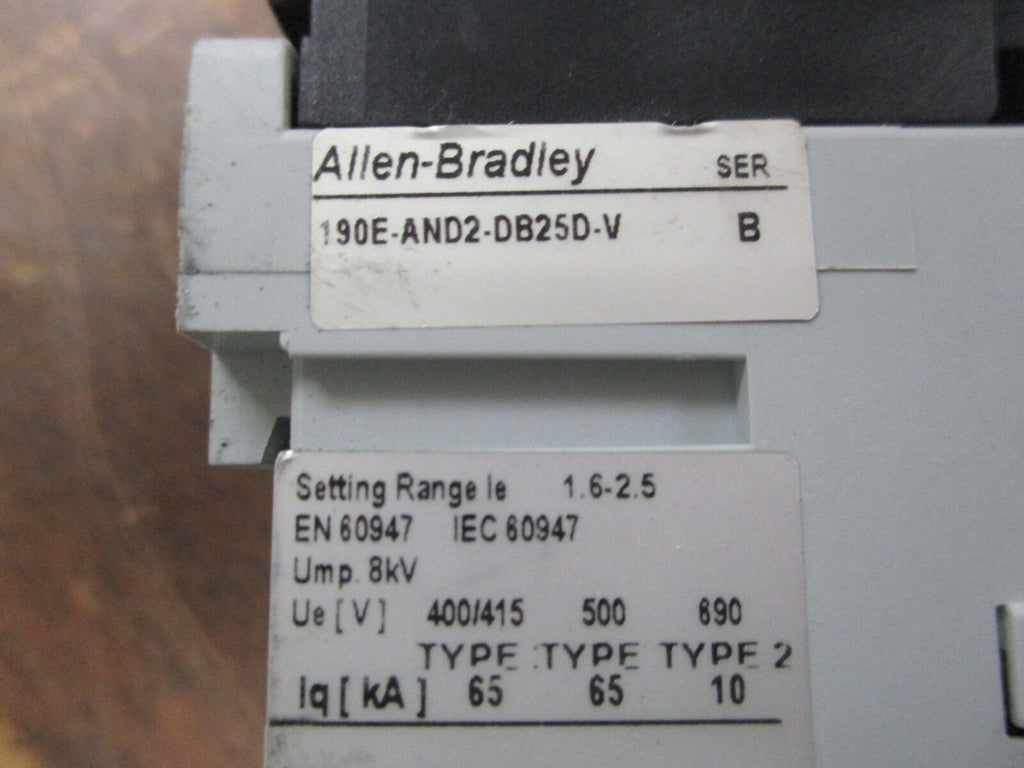 Allen-Bradley SER
190E-AND2-DB25D-V B
Setting Range Ie 1.6-2.5
EN 60947 IEC 60947
Uimp. 8kV
Ue [ V ] 400/415 500 690
TYPE TYPE TYPE 2
Iq [ kA ] 65 65 10